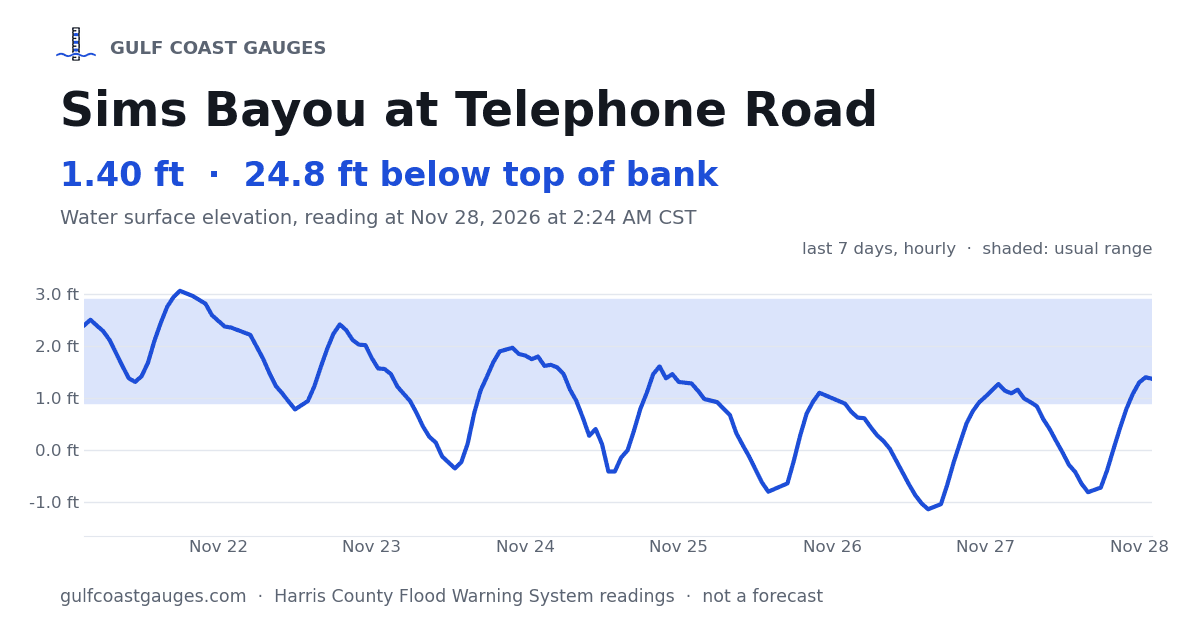 GULF COAST GAUGES
Sims Bayou at Telephone Road
1.40 ft · 24.8 ft below top of bank
Water surface elevation, reading at Nov 28, 2026 at 2:24 AM CST
last 7 days, hourly · shaded: usual range
3.0 ft
2.0 ft
1.0 ft
0.0 ft
-1.0 ft
Nov 22 Nov 23 Nov 24 Nov 25 Nov 26 Nov 27 Nov 28
gulfcoastgauges.com · Harris County Flood Warning System readings · not a forecast